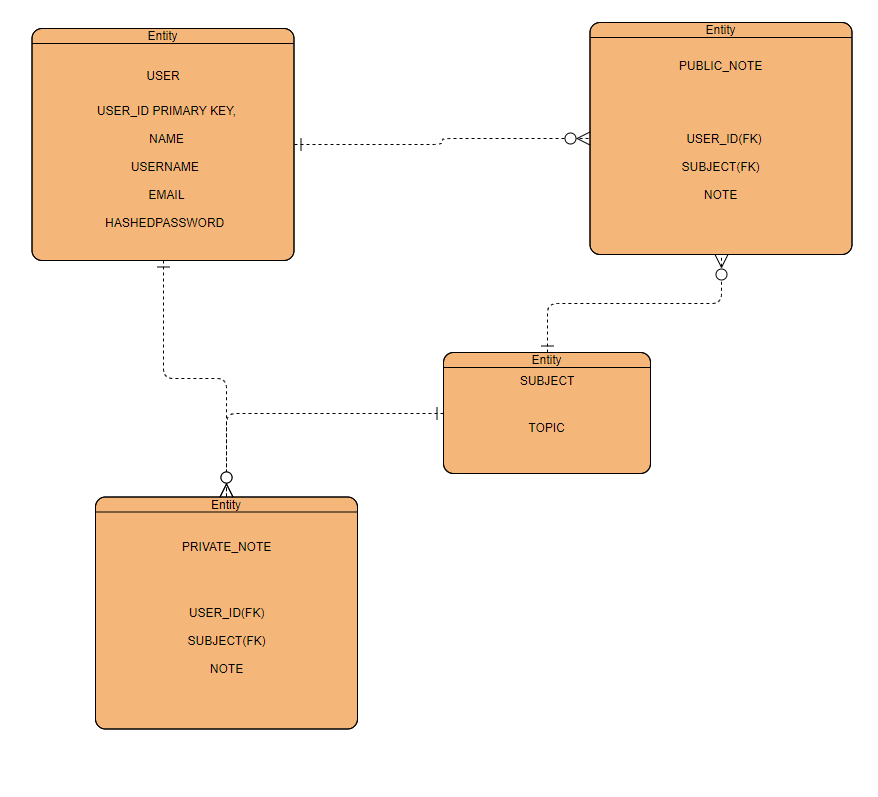 Entity
USER
USER_ID PRIMARY KEY,
NAME
USERNAME
EMAIL
HASHEDPASSWORD
Entity
PUBLIC_NOTE
USER_ID(FK)
SUBJECT(FK)
NOTE
Entity
SUBJECT
TOPIC
Entity
PRIVATE_NOTE
USER_ID(FK)
SUBJECT(FK)
NOTE